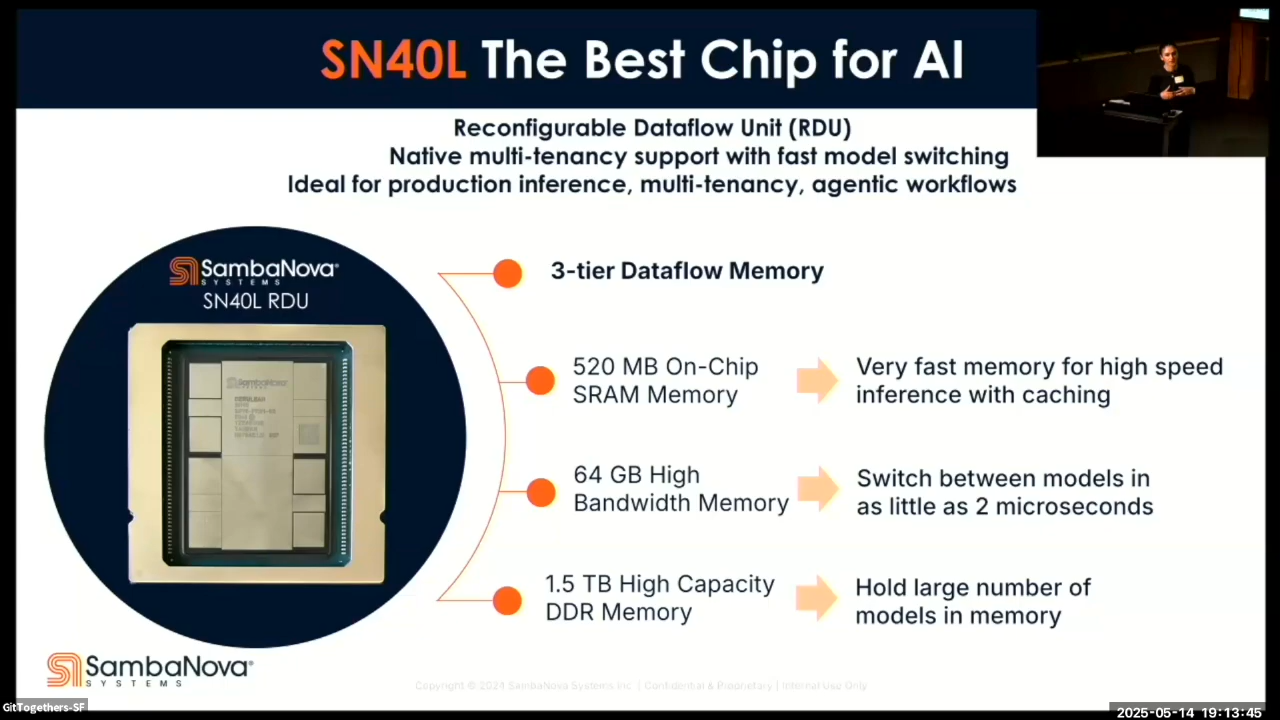 SN40L The Best Chip for AI
Reconfigurable Dataflow Unit (RDU)
Native multi-tenancy support with fast model switching
Ideal for production inference, multi-tenancy, agentic workflows
SambaNova
SYSTEMS
SN40L RDU
SambaNova
3-tier Dataflow Memory
520 MB On-Chip
SRAM Memory
Very fast memory for high speed
inference with caching
64 GB High
Bandwidth Memory
Switch between models in
as little as 2 microseconds
1.5 TB High Capacity
DDR Memory
Hold large number of
models in memory
SambaNova
SYSTEMS
Copyright © 2024 SambaNova Systems Inc. | Confidential & Proprietary | Internal Use Only
GitTogethers-SF
2025-05-14 19:13:45